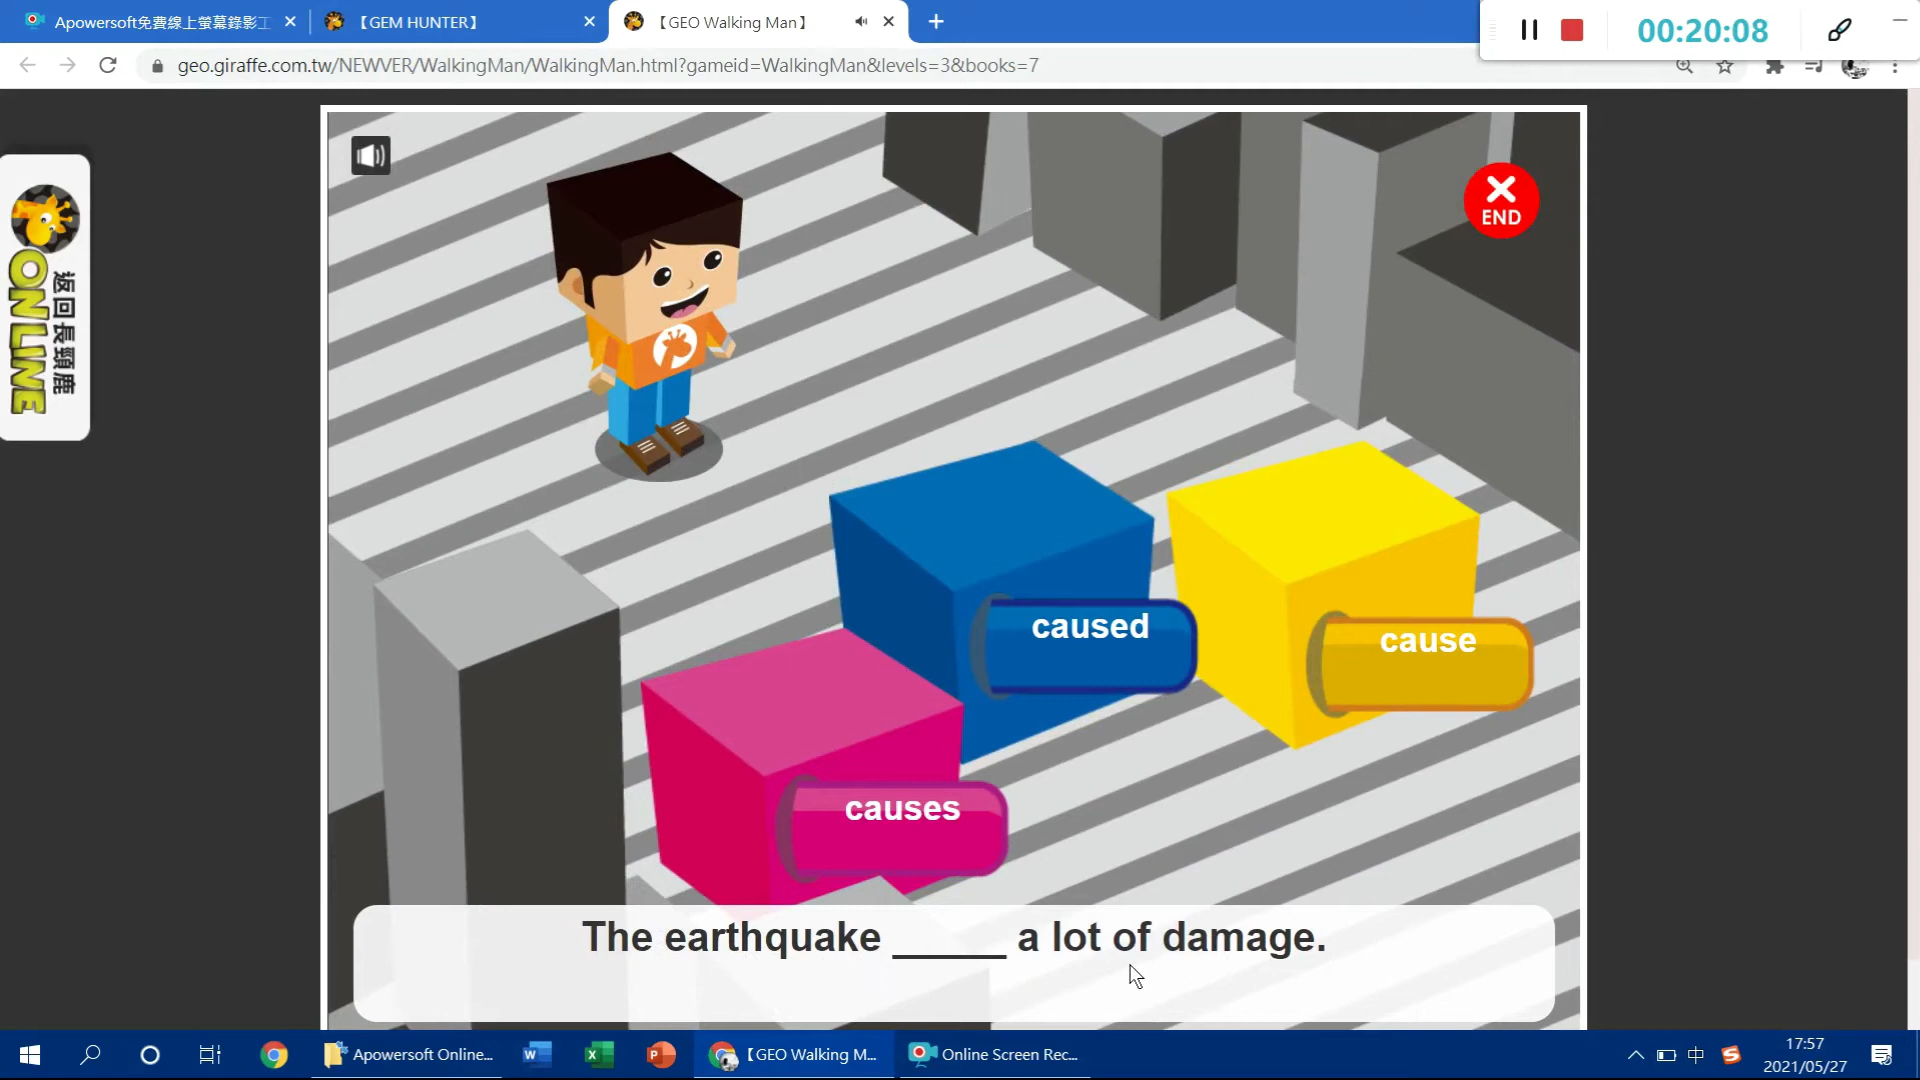 Apowersoft免費線上螢幕錄影工
【GEM HUNTER】
【GEO Walking Man】
00:20:08
geo.giraffe.com.tw/NEWVER/WalkingMan/WalkingMan.html?gameid=WalkingMan&levels=3&books=7
END
返回長頸鹿
ONLINE
caused
cause
causes
The earthquake _____ a lot of damage.
Apowersoft Online...
【GEO Walking M...
Online Screen Rec...
中
17:57
2021/05/27